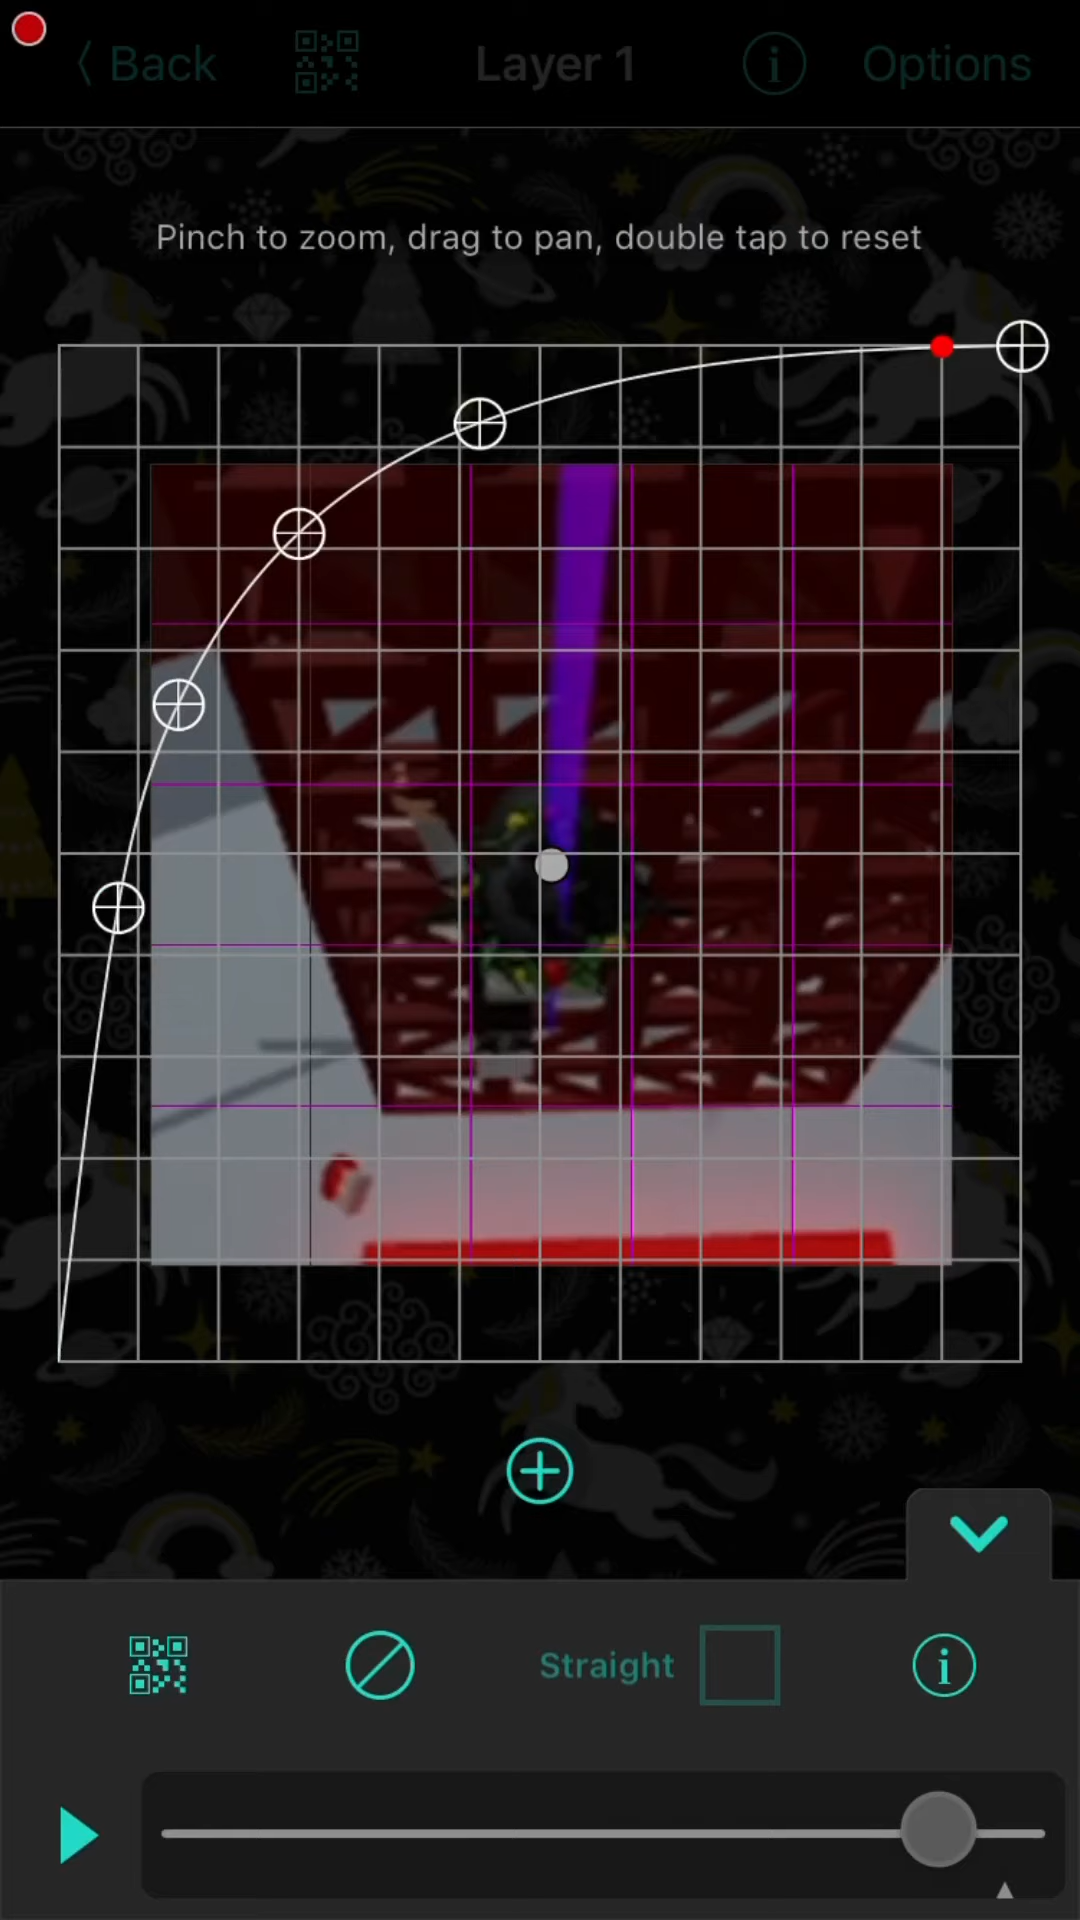 Back
Layer 1
Options
Pinch to zoom, drag to pan, double tap to reset
Straight